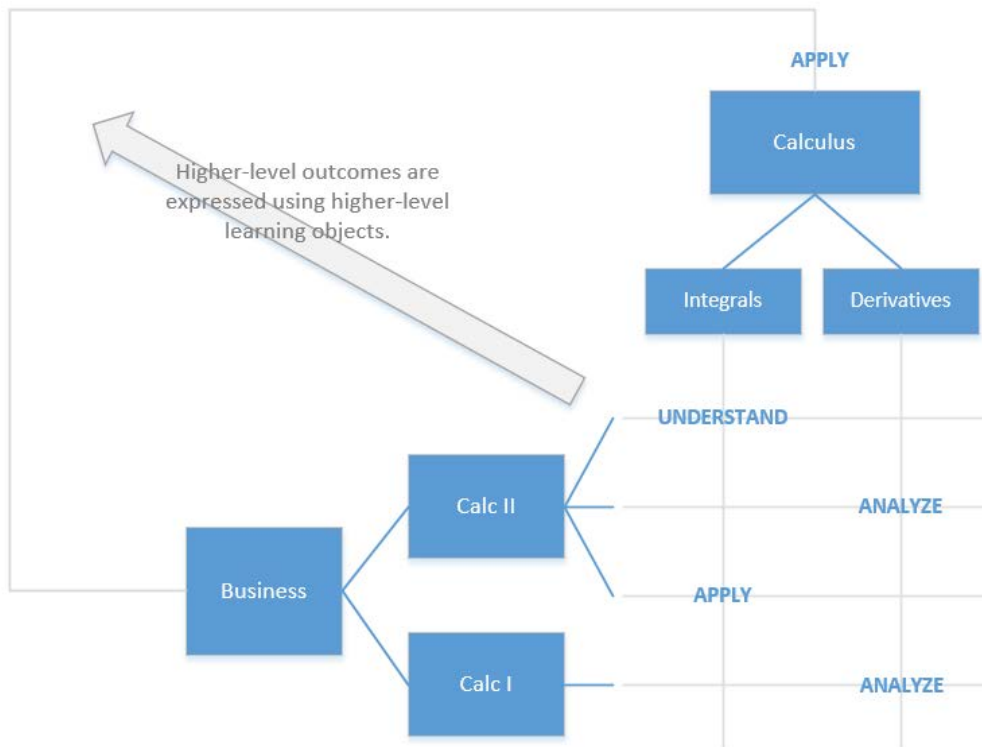 APPLY
Calculus
Higher-level outcomes are
expressed using higher-level
learning objects.
Integrals
Derivatives
UNDERSTAND
Calc II
ANALYZE
Business
APPLY
Calc I
ANALYZE